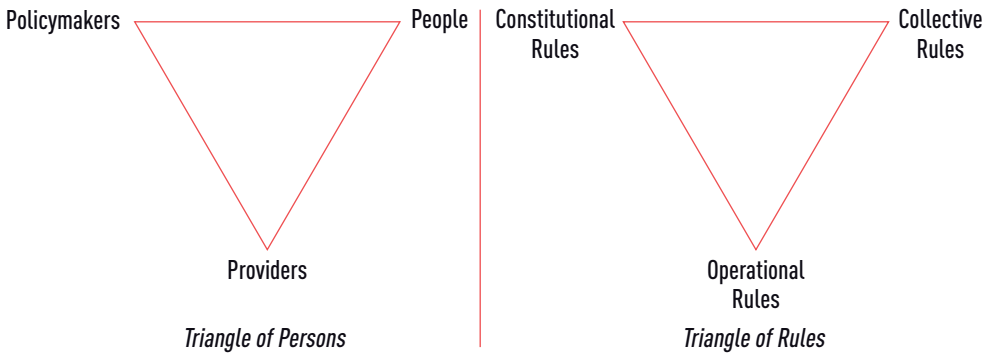 Policymakers
People
Providers
Triangle of Persons
Constitutional
Rules
Collective
Rules
Operational
Rules
Triangle of Rules